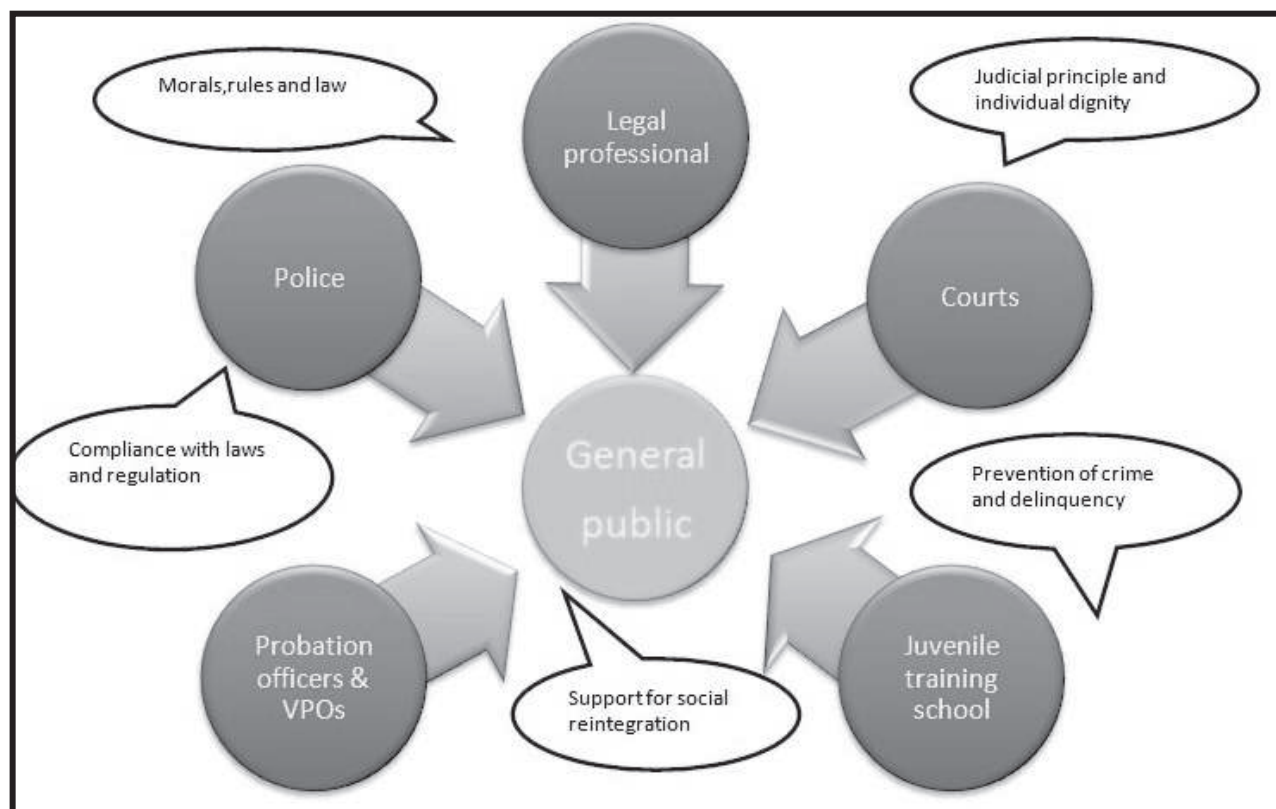 Morals,rules and law
Legal
professional
Judicial principle and
individual dignity
Police
Courts
Compliance with laws
and regulation
General
public
Prevention of crime
and delinquency
Probation
officers &
VPOs
Support for social
reintegration
Juvenile
training
school